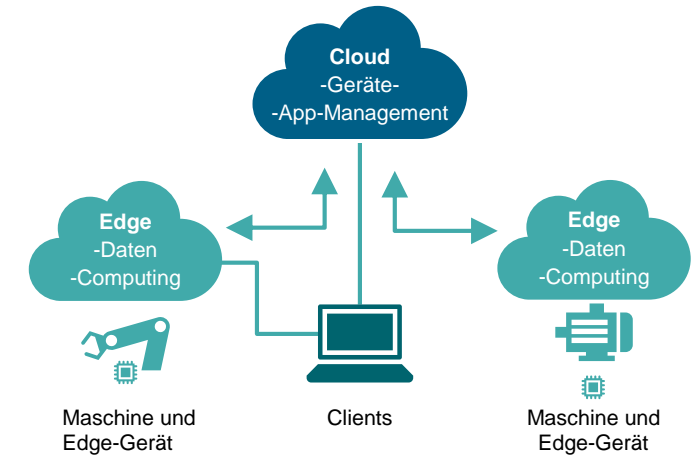 Cloud
-Geräte-
-App-Management
Edge
-Daten
-Computing
Edge
-Daten
-Computing
Maschine und
Edge-Gerät
Clients
Maschine und
Edge-Gerät